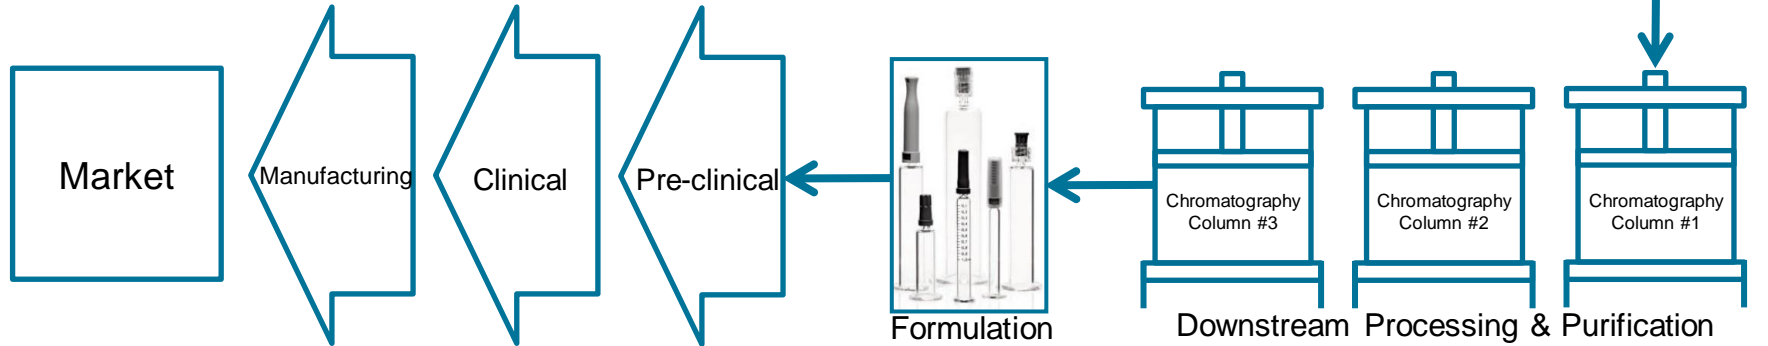 Market
Manufacturing
Clinical
Pre-clinical
Formulation
Chromatography
Column #3
Chromatography
Column #2
Chromatography
Column #1
Downstream Processing & Purification